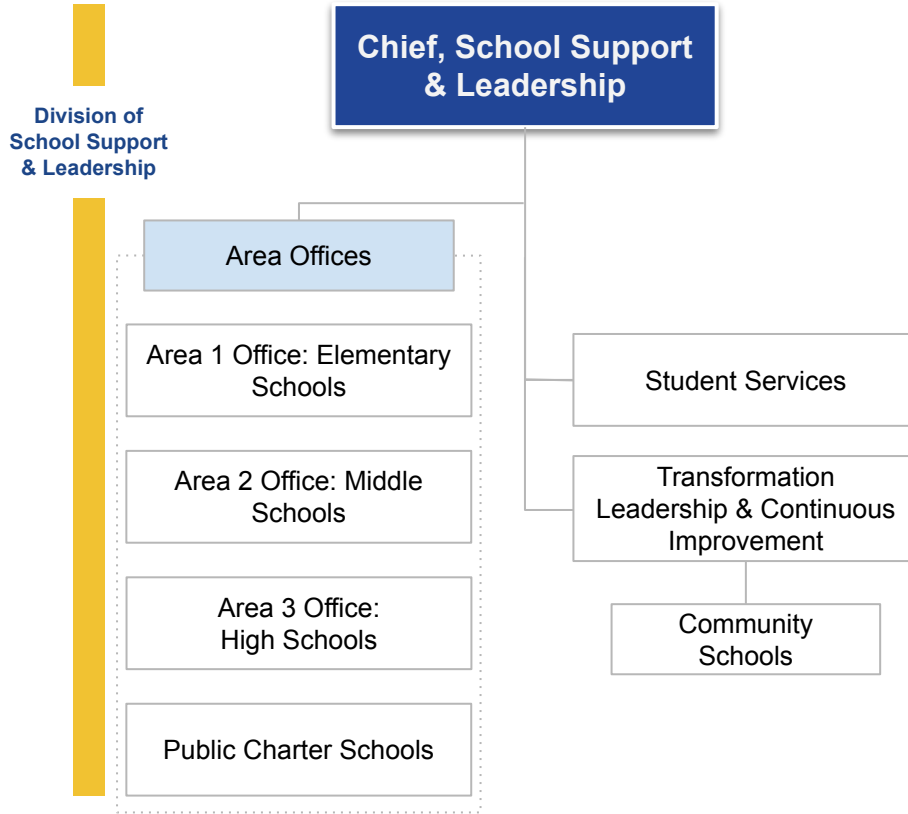 Chief, School Support
& Leadership
Division of
School Support
& Leadership
Area Offices
Area 1 Office: Elementary
Schools
Area 2 Office: Middle
Schools
Area 3 Office:
High Schools
Public Charter Schools
Student Services
Transformation
Leadership & Continuous
Improvement
Community
Schools